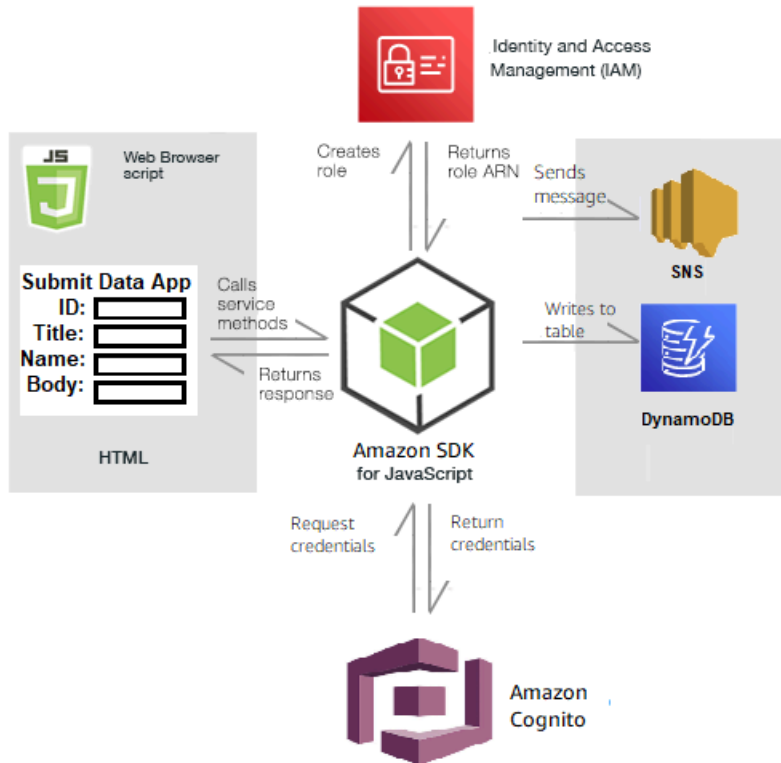 Identity and Access
Management (IAM)
JS
Web Browser
script
Creates
role
Returns
role ARN
Sends
message
SNS
Submit Data App
ID:
Title:
Name:
Body:
Calls
service
methods
Returns
response
Writes to
table
DynamoDB
HTML
Amazon SDK
for JavaScript
Request
credentials
Return
credentials
Amazon
Cognito